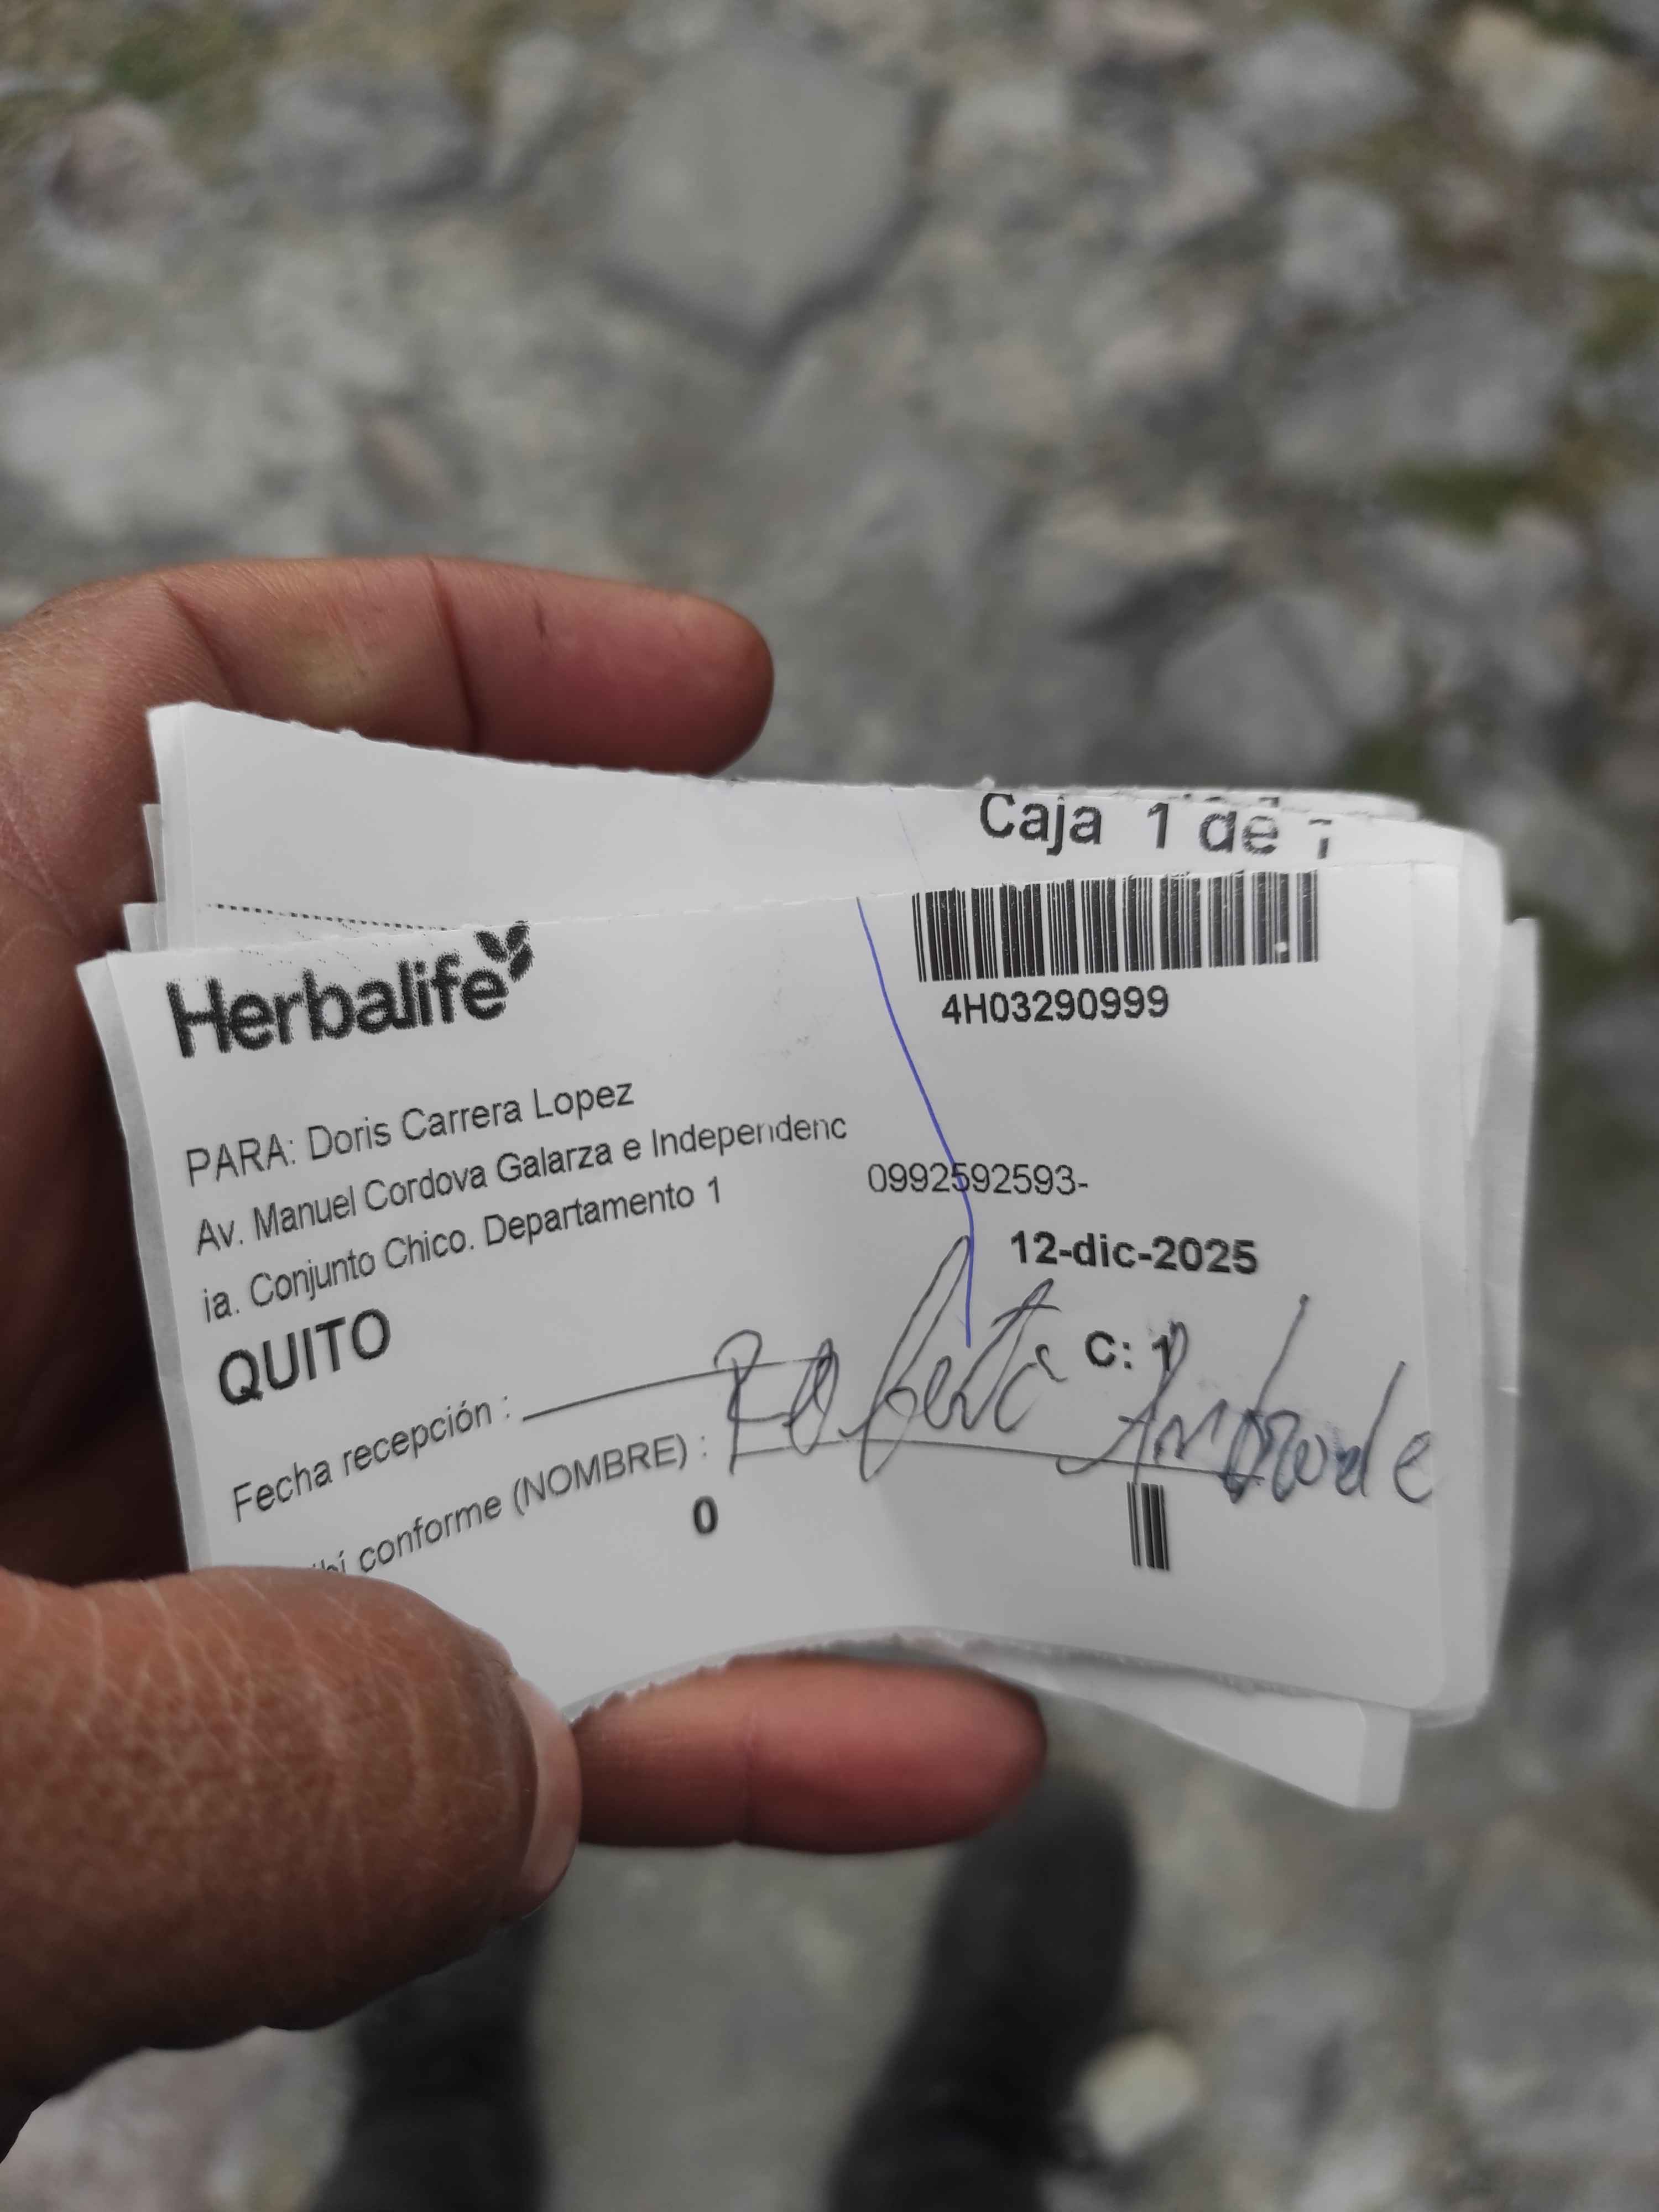 Caja 1 de
Herbalife
4H03290999
PARA: Doris Carrera Lopez
Av. Manuel Cordova Galarza e Independenc
ia. Conjunto Chico. Departamento 1
0992592593-
QUITO
12-dic-2025
C: 1
Fecha recepción :
conforme (NOMBRE) : Andrade
0